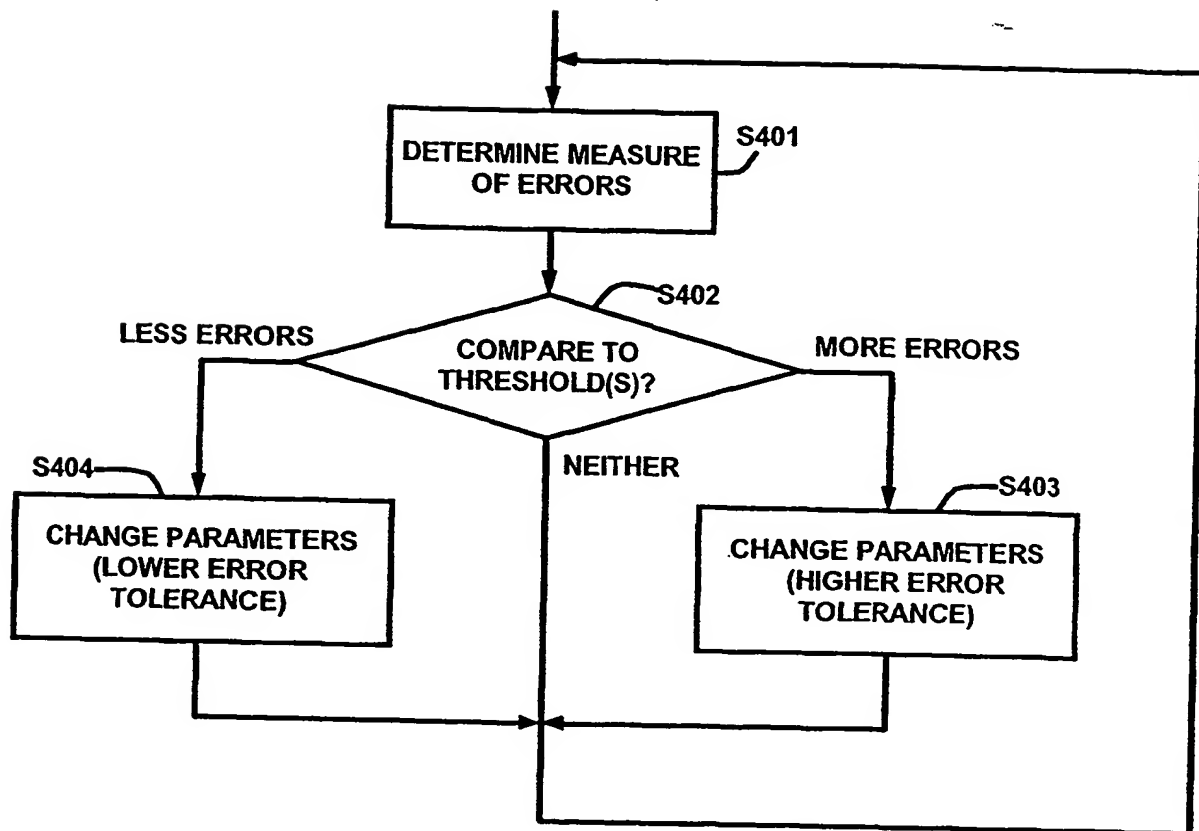 DETERMINE MEASURE
OF ERRORS
S401
S402
LESS ERRORS
COMPARE TO
THRESHOLD(S)?
MORE ERRORS
NEITHER
S404
CHANGE PARAMETERS
(LOWER ERROR
TOLERANCE)
S403
CHANGE PARAMETERS
(HIGHER ERROR
TOLERANCE)